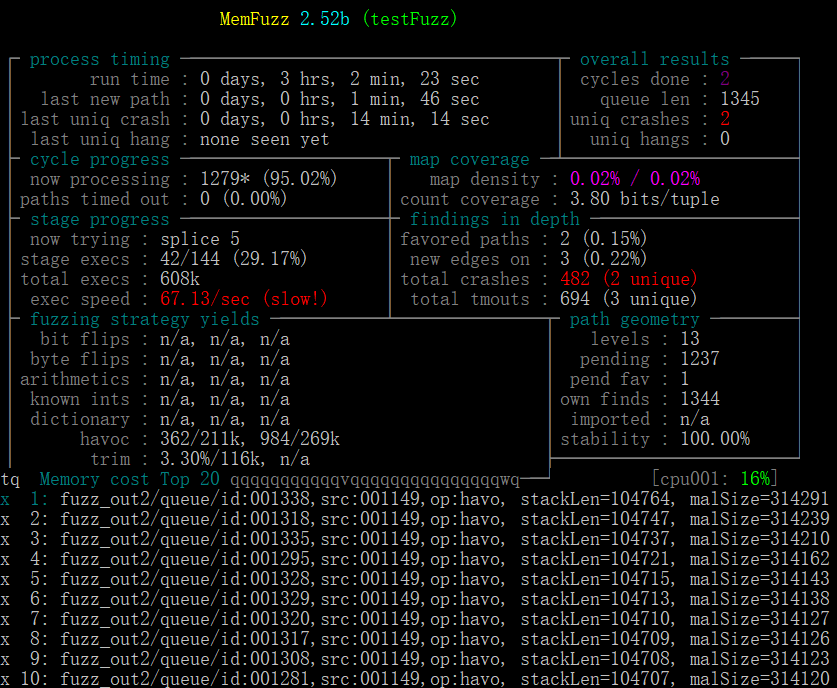 MemFuzz 2.52b (testFuzz)
process timing overall results
run time : 0 days, 3 hrs, 2 min, 23 sec cycles done : 2
last new path : 0 days, 0 hrs, 1 min, 46 sec queue len : 1345
last uniq crash : 0 days, 0 hrs, 14 min, 14 sec uniq crashes : 2
last uniq hang : none seen yet uniq hangs : 0
cycle progress map coverage
now processing : 1279* (95.02%) map density : 0.02% / 0.02%
paths timed out : 0 (0.00%) count coverage : 3.80 bits/tuple
stage progress findings in depth
now trying : splice 5 favored paths : 2 (0.15%)
stage execs : 42/144 (29.17%) new edges on : 3 (0.22%)
total execs : 608k total crashes : 482 (2 unique)
exec speed : 67.13/sec (slow!) total tmouts : 694 (3 unique)
fuzzing strategy yields path geometry
bit flips : n/a, n/a, n/a levels : 13
byte flips : n/a, n/a, n/a pending : 1237
arithmetics : n/a, n/a, n/a pend fav : 1
known ints : n/a, n/a, n/a own finds : 1344
dictionary : n/a, n/a, n/a imported : n/a
havoc : 362/211k, 984/269k stability : 100.00%
trim : 3.30%/116k, n/a
tq Memory cost Top 20 qqqqqqqqqqqvqqqqqqqqqqqqqqqwq [cpu001: 16%]
x 1: fuzz_out2/queue/id:001338,src:001149,op:havo, stackLen=104764, malSize=314291
x 2: fuzz_out2/queue/id:001318,src:001149,op:havo, stackLen=104747, malSize=314239
x 3: fuzz_out2/queue/id:001335,src:001149,op:havo, stackLen=104737, malSize=314210
x 4: fuzz_out2/queue/id:001295,src:001149,op:havo, stackLen=104721, malSize=314162
x 5: fuzz_out2/queue/id:001328,src:001149,op:havo, stackLen=104715, malSize=314143
x 6: fuzz_out2/queue/id:001329,src:001149,op:havo, stackLen=104713, malSize=314138
x 7: fuzz_out2/queue/id:001320,src:001149,op:havo, stackLen=104710, malSize=314127
x 8: fuzz_out2/queue/id:001317,src:001149,op:havo, stackLen=104709, malSize=314126
x 9: fuzz_out2/queue/id:001308,src:001149,op:havo, stackLen=104708, malSize=314123
x 10: fuzz_out2/queue/id:001281,src:001149,op:havo, stackLen=104707, malSize=314120